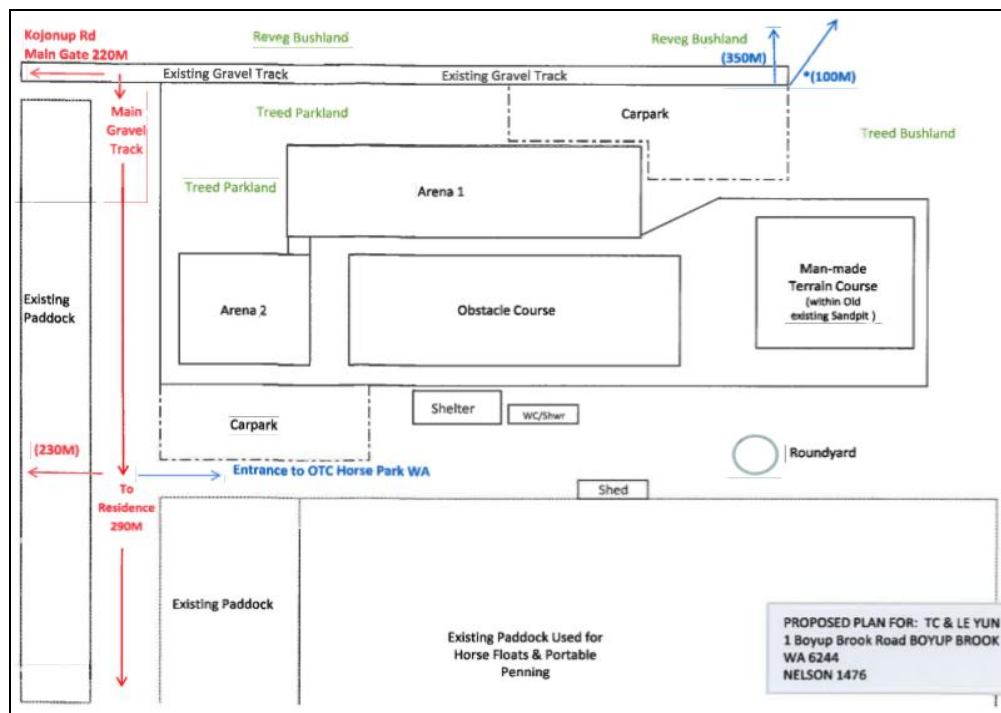 Kojonup Rd
Main Gate 220M
Reveg Bushland
Reveg Bushland
(350M)
*(100M)
Existing Gravel Track
Existing Gravel Track
Main
Gravel
Track
Treed Parkland
Carpark
Treed Bushland
Treed Parkland
Arena 1
Existing
Paddock
Arena 2
Obstacle Course
Man-made
Terrain Course
(within Old
existing Sandpit )
Shelter
WC/Shwr
Carpark
(230M)
Entrance to OTC Horse Park WA
Roundyard
To
Residence
290M
Shed
Existing Paddock
Existing Paddock Used for
Horse Floats & Portable
Penning
PROPOSED PLAN FOR: TC & LE YUN
1 Boyup Brook Road BOYUP BROOK
WA 6244
NELSON 1476